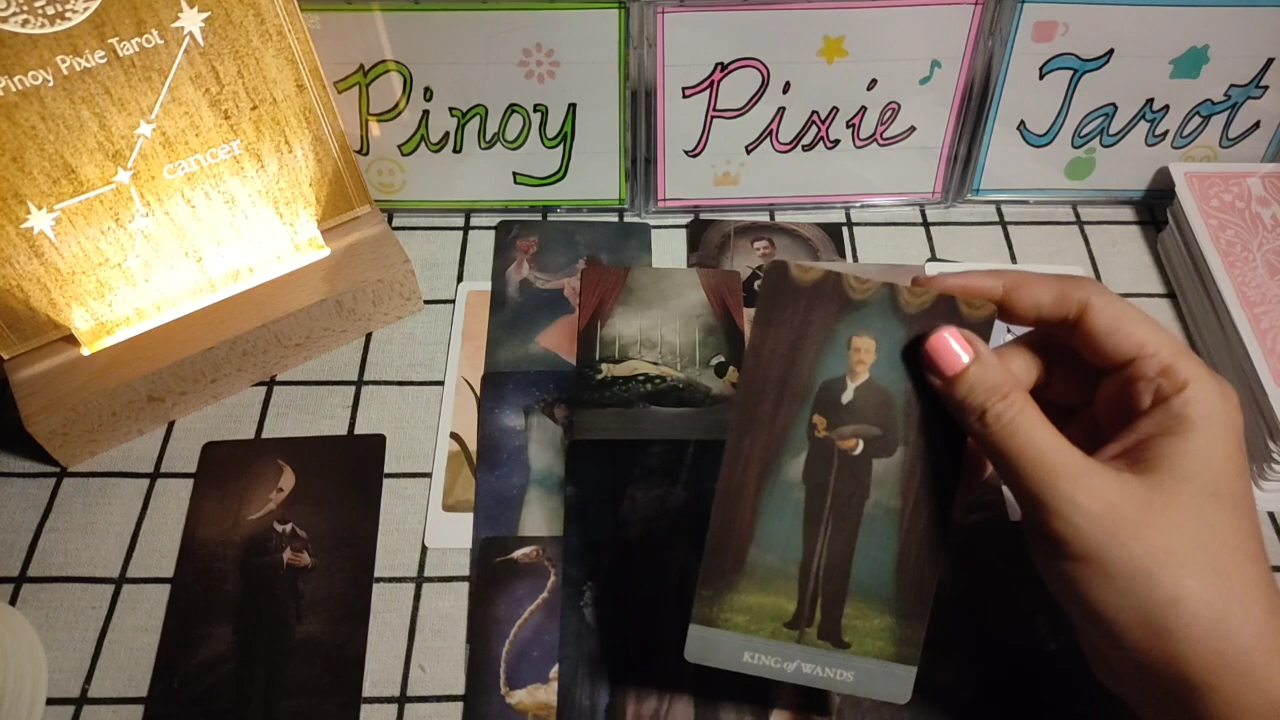 Pinoy Pixie Tarot
cancer
Pinoy
Pixie
Tarot
KING of WANDS